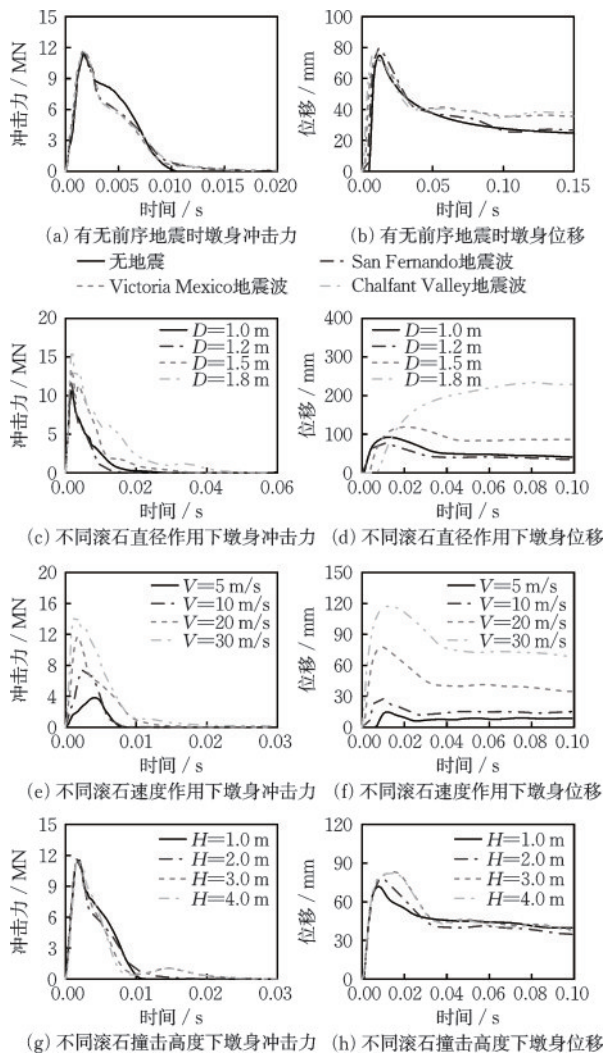 冲击力 / MN
15
12
9
6
3
0
0.00 0.005 0.010 0.015 0.020
时间 / s
(a) 有无前序地震时墩身冲击力
位移 / mm
100
80
60
40
20
0
0.00 0.05 0.10 0.15
时间 / s
(b) 有无前序地震时墩身位移
无地震
San Fernando地震波
Victoria Mexico地震波
Chalfant Valley地震波
冲击力 / MN
20
15
10
5
0
D=1.0 m
D=1.2 m
D=1.5 m
D=1.8 m
0.00 0.02 0.04 0.06
时间 / s
(c) 不同滚石直径作用下墩身冲击力
位移 / mm
400
300
200
100
0
D=1.0 m
D=1.2 m
D=1.5 m
D=1.8 m
0.00 0.02 0.04 0.06 0.08 0.10
时间 / s
(d) 不同滚石直径作用下墩身位移
冲击力 / MN
20
16
12
8
4
0
V=5 m/s
V=10 m/s
V=20 m/s
V=30 m/s
0.00 0.01 0.02 0.03
时间 / s
(e) 不同滚石速度作用下墩身冲击力
位移 / mm
150
120
90
60
30
0
V=5 m/s
V=10 m/s
V=20 m/s
V=30 m/s
0.00 0.02 0.04 0.06 0.08 0.10
时间 / s
(f) 不同滚石速度作用下墩身位移
冲击力 / MN
15
12
9
6
3
0
H=1.0 m
H=2.0 m
H=3.0 m
H=4.0 m
0.00 0.01 0.02 0.03
时间 / s
(g) 不同滚石撞击高度下墩身冲击力
位移 / mm
120
90
60
30
0
H=1.0 m
H=2.0 m
H=3.0 m
H=4.0 m
0.00 0.02 0.04 0.06 0.08 0.10
时间 / s
(h) 不同滚石撞击高度下墩身位移